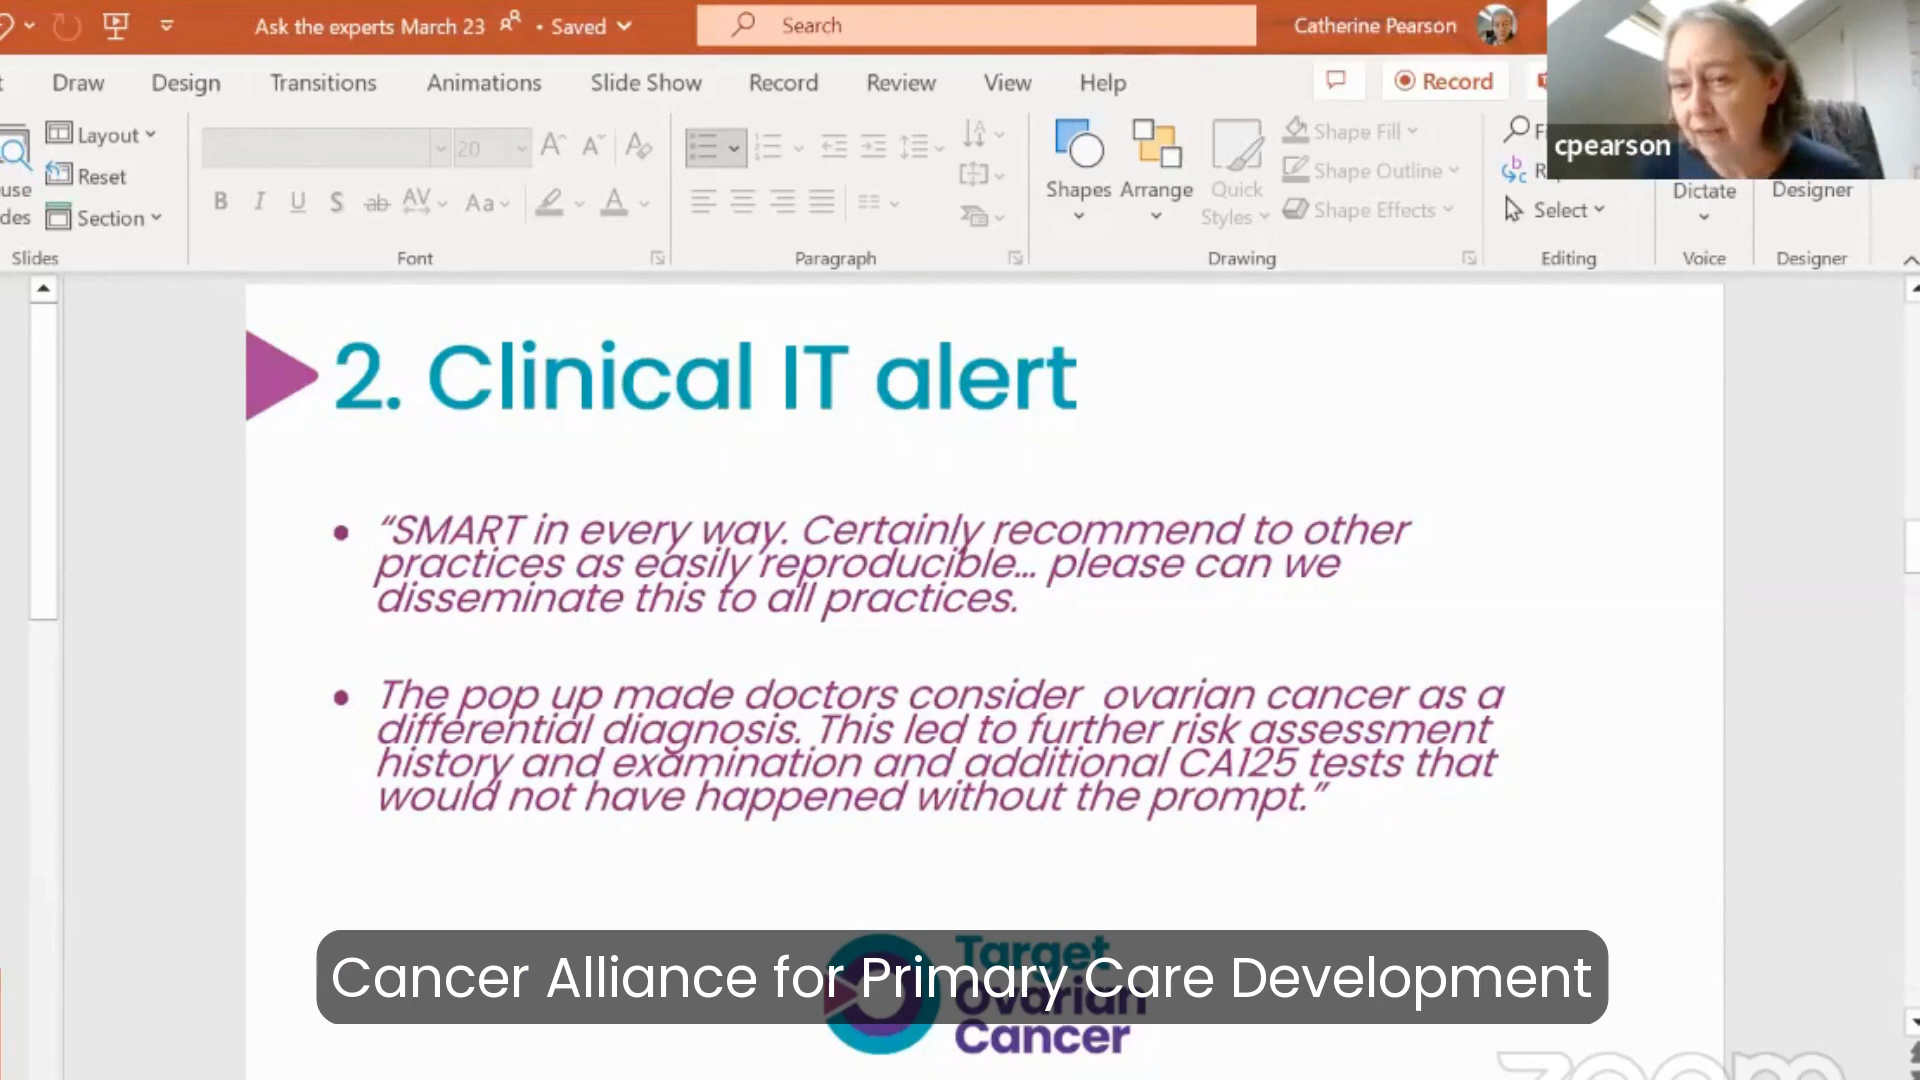 Ask the experts March 23 • Saved
Search
Catherine Pearson
Draw Design Transitions Animations Slide Show Record Review View Help
Record
Layout
Reset
Section
Slides
20
B I U S ab AV Aa
Font
Paragraph
Shapes
Arrange
Quick
Styles
Shape Fill
Shape Outline
Shape Effects
Drawing
Select
Editing
Dictate
Voice
Designer
Designer
cpearson
2. Clinical IT alert
• “SMART in every way. Certainly recommend to other
practices as easily reproducible... please can we
disseminate this to all practices.
• The pop up made doctors consider ovarian cancer as a
differential diagnosis. This led to further risk assessment
history and examination and additional CA125 tests that
would not have happened without the prompt.”
Cancer Alliance for Primary Care Development
Target
Ovarian
Cancer
zoom